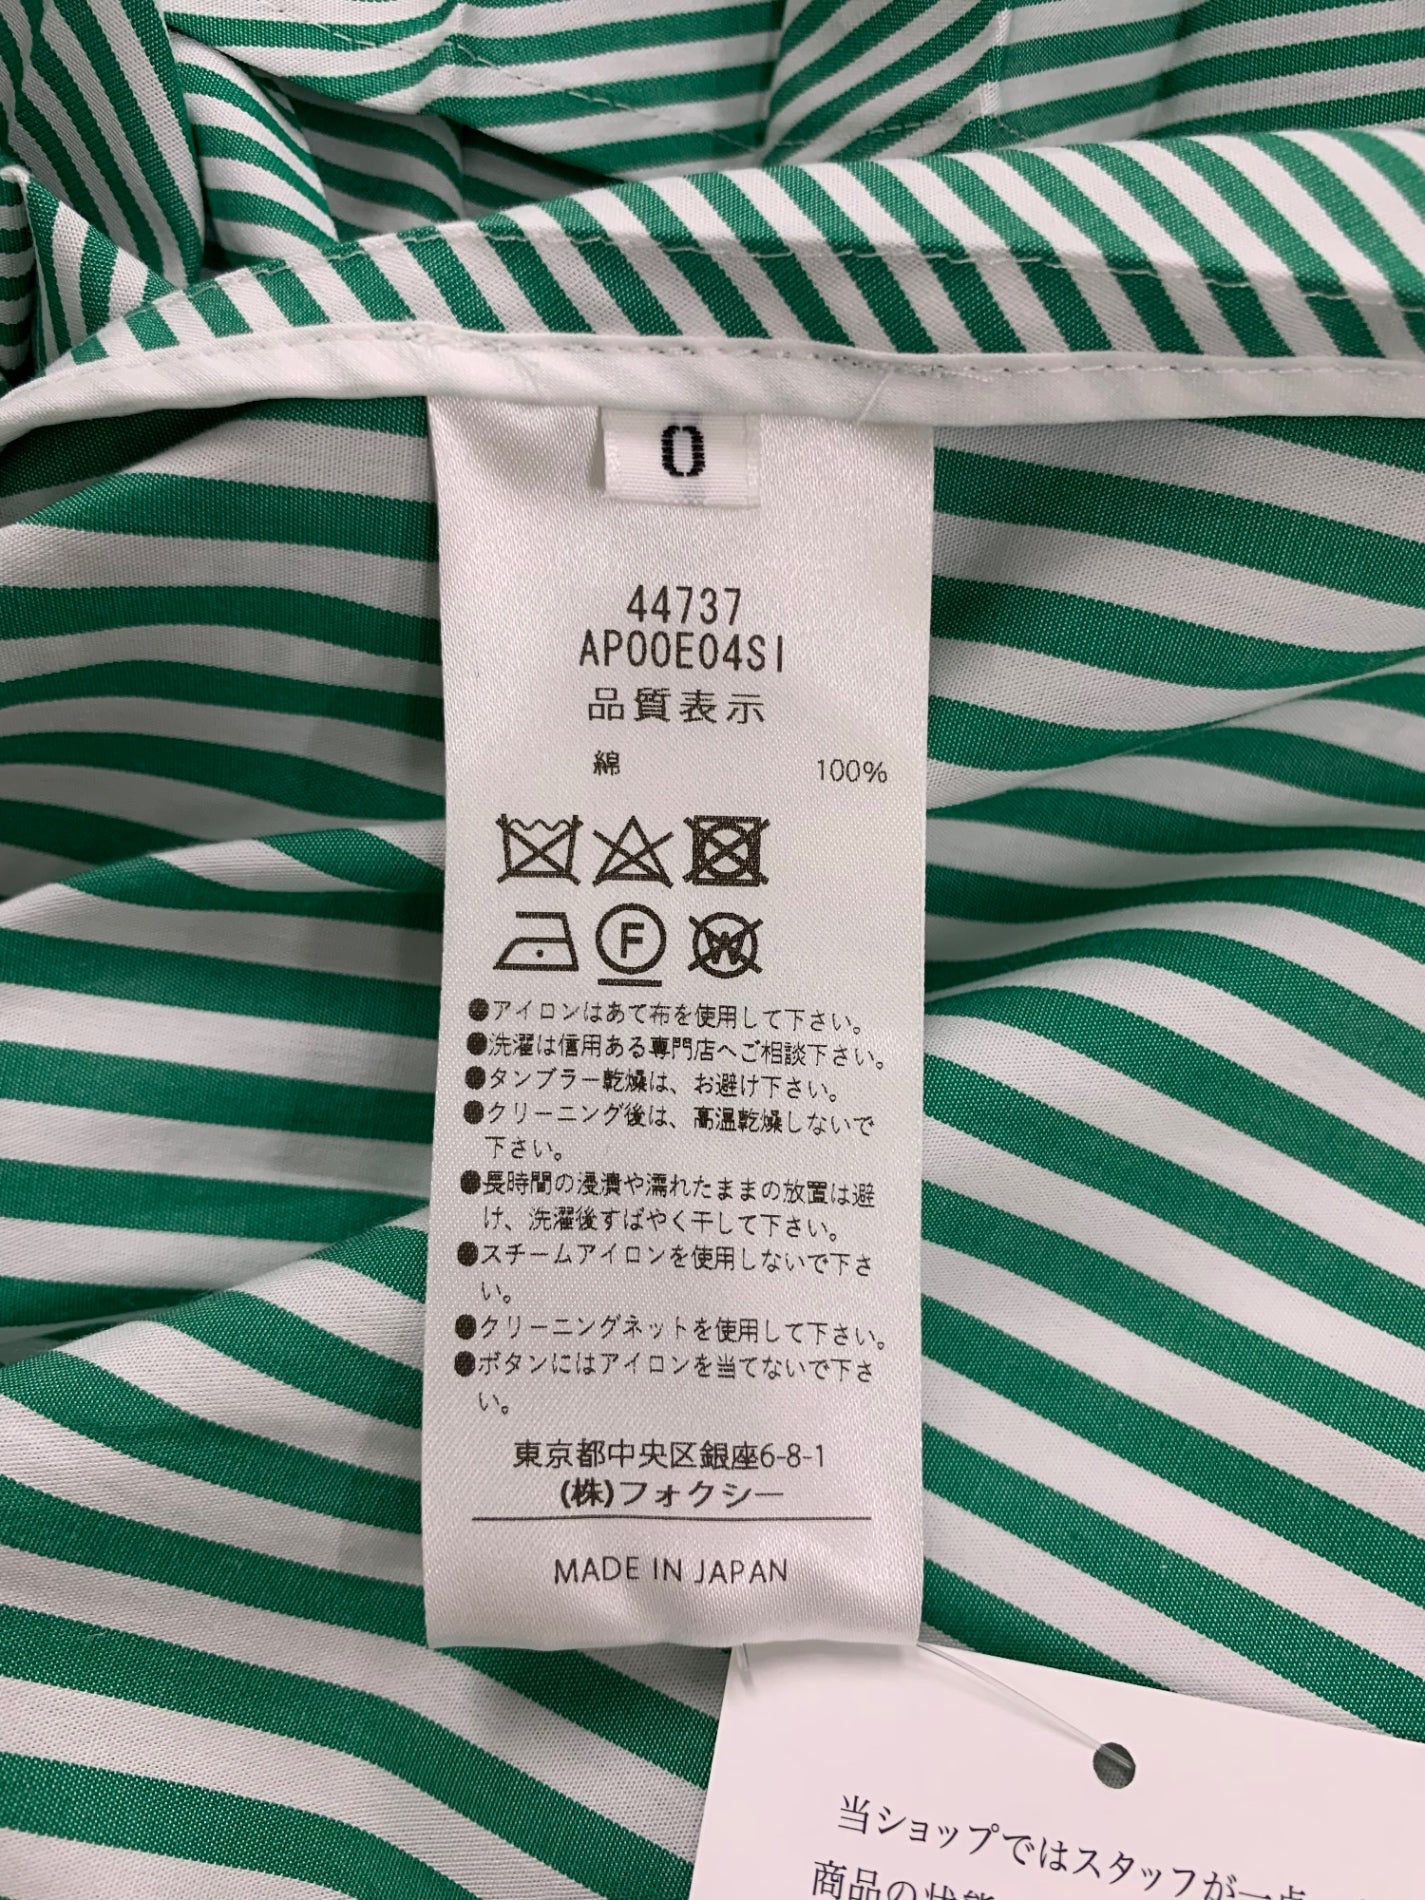 0
44737
AP00E04SI
品質表示
綿 100%
F
W
●アイロンはあて布を使用して下さい。
●洗濯は信用ある専門店へご相談下さい。
●タンブラー乾燥は、お避け下さい。
●クリーニング後は、高温乾燥しないで
下さい。
●長時間の浸漬や濡れたままの放置は避
け、洗濯後すばやく干して下さい。
●スチームアイロンを使用しないで下さ
い。
●クリーニングネットを使用して下さい。
●ボタンにはアイロンを当てないで下さ
い。
東京都中央区銀座6-8-1
(株)フォクシー
MADE IN JAPAN
当ショップではスタッフが一点
商品の状態